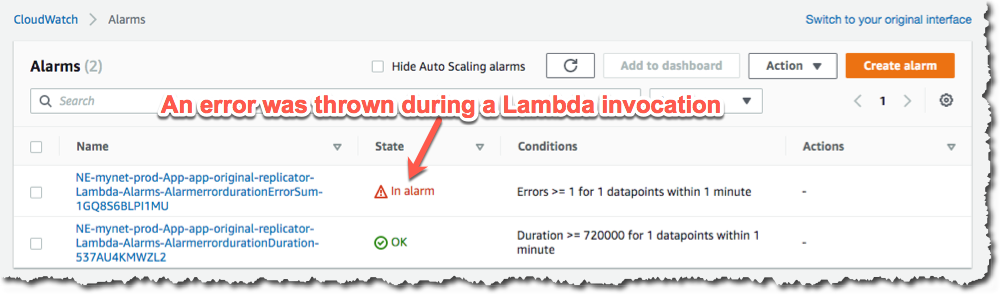 CloudWatch > Alarms
Switch to your original interface
Alarms (2)
Hide Auto Scaling alarms
Add to dashboard
Action
Create alarm
Search
An error was thrown during a Lambda invocation
1
Name
State
Conditions
Actions
NE-mynet-prod-App-app-original-replicator-
Lambda-Alarms-AlarmerrordurationErrorSum-
1GQ8S6BLPI1MU
In alarm
Errors >= 1 for 1 datapoints within 1 minute
-
NE-mynet-prod-App-app-original-replicator-
Lambda-Alarms-AlarmerrordurationDuration-
537AU4KMWZL2
OK
Duration >= 720000 for 1 datapoints within 1
minute
-